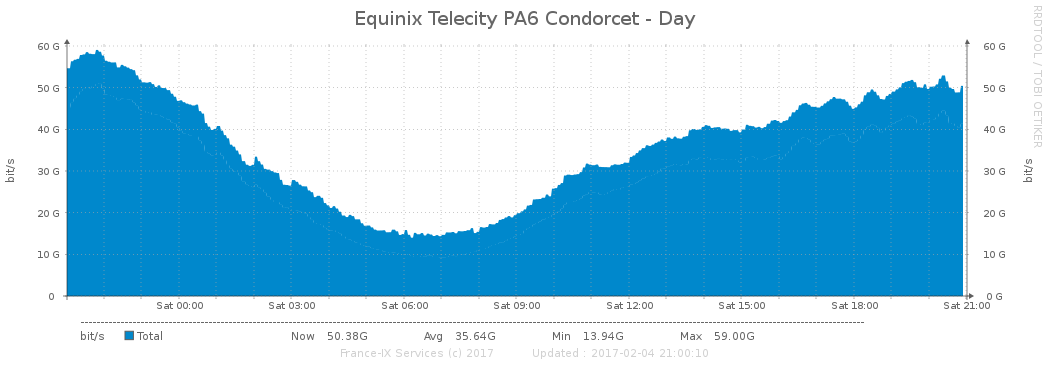 Equinix Telecity PA6 Condorcet - Day
RRDTOOL / TOBI OETIKER
60 G 60 G
50 G 50 G
40 G 40 G
30 G 30 G
20 G 20 G
10 G 10 G
0 0 G
bit/s bit/s
Sat 00:00 Sat 03:00 Sat 06:00 Sat 09:00 Sat 12:00 Sat 15:00 Sat 18:00 Sat 21:00
bit/s Total Now 50.38G Avg 35.64G Min 13.94G Max 59.00G
France-IX Services (c) 2017 Updated : 2017-02-04 21:00:10